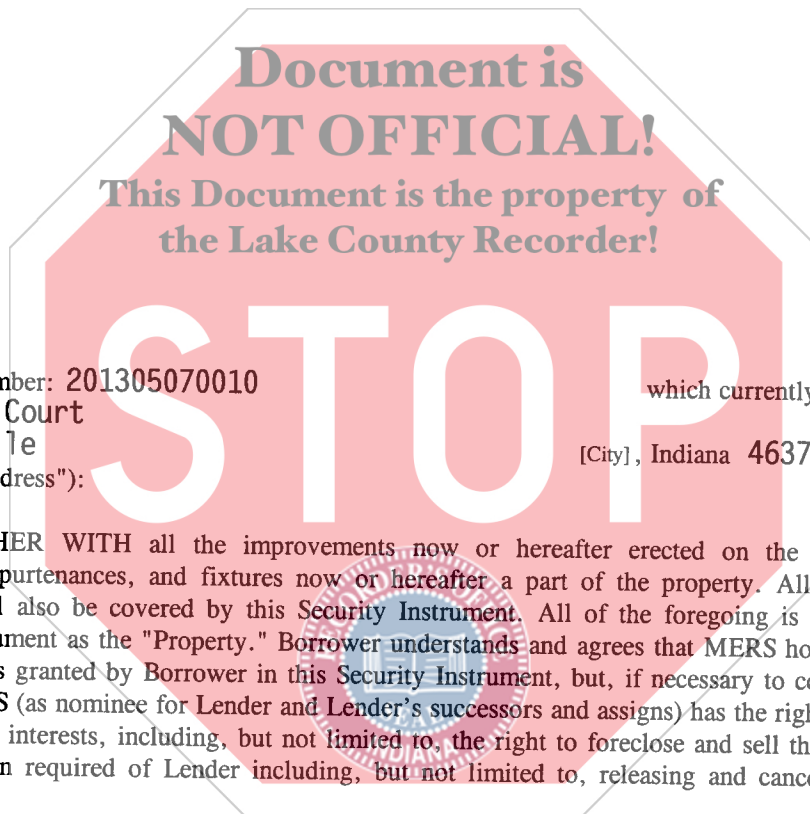 Document is
NOT OFFICIAL!
This Document is the property of
the Lake County Recorder!
STOP
mber: 201305070010 which currently
Court
le [City], Indiana 4637
dress"):
HER WITH all the improvements now or hereafter erected on the
purtenances, and fixtures now or hereafter a part of the property. All
l also be covered by this Security Instrument. All of the foregoing is
ument as the "Property." Borrower understands and agrees that MERS ho
s granted by Borrower in this Security Instrument, but, if necessary to co
S (as nominee for Lender and Lender's successors and assigns) has the righ
interests, including, but not limited to, the right to foreclose and sell th
n required of Lender including, but not limited to, releasing and cance
RECORDER'S OFFICE
SEAL
INDIANA